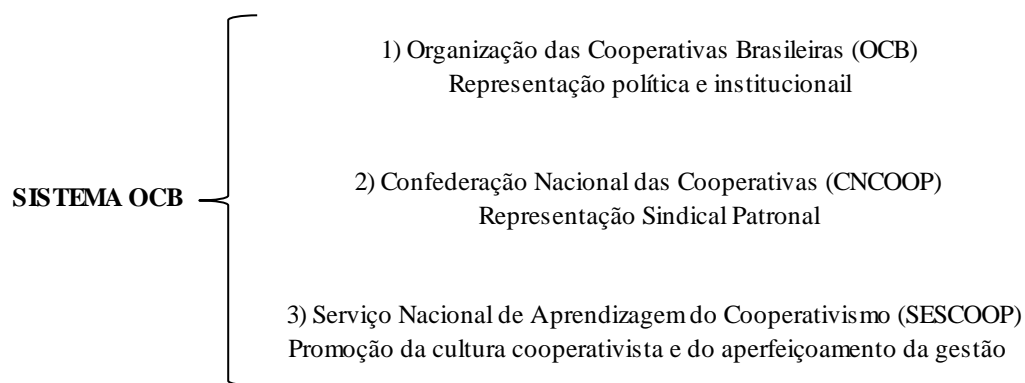 1) Organização das Cooperativas Brasileiras (OCB)
Representação política e institucionail
SISTEMA OCB
2) Confederação Nacional das Cooperativas (CNCOOP)
Representação Sindical Patronal
3) Serviço Nacional de Aprendizagem do Cooperativismo (SESCOOP)
Promoção da cultura cooperativista e do aperfeiçoamento da gestão